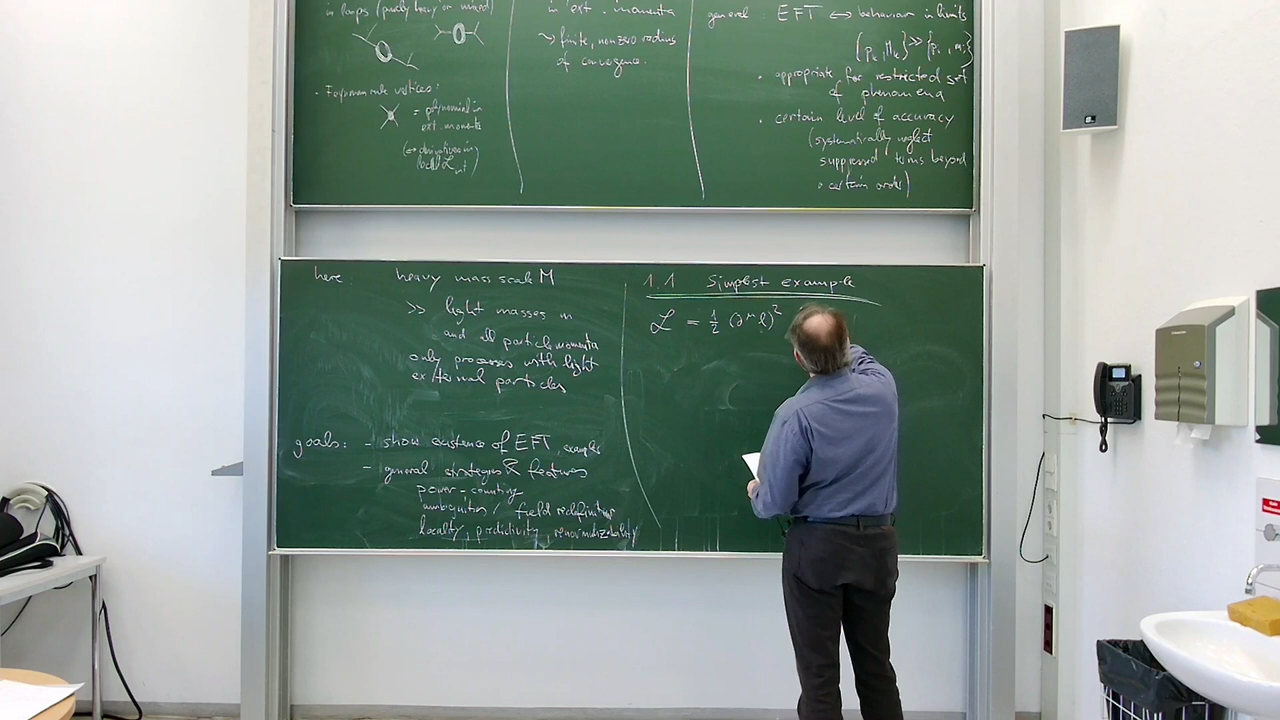 in loops (purely heavy or mixed)
· Feynman rule vertices:
= polynomial in
ext. momenta
(↔ derivatives in
local ℒ_int)
in ext. momenta
↝ finite, nonzero radius
of convergence.
general: EFT ↔ behavior in limits
· appropriate for restricted set
of phenomena
· certain level of accuracy
(systematically neglect
suppressed terms beyond
a certain order)
here: heavy mass scale M
>> light masses m
and all particle momenta
only processes with light
external particles
goals: - show existence of EFT, examples
- general strategies & features
power-counting
ambiguities / field redefinitions
locality, predictivity, renormalizability
1.1 Simplest example
ℒ = 1/2 (∂^μ ℓ)^2